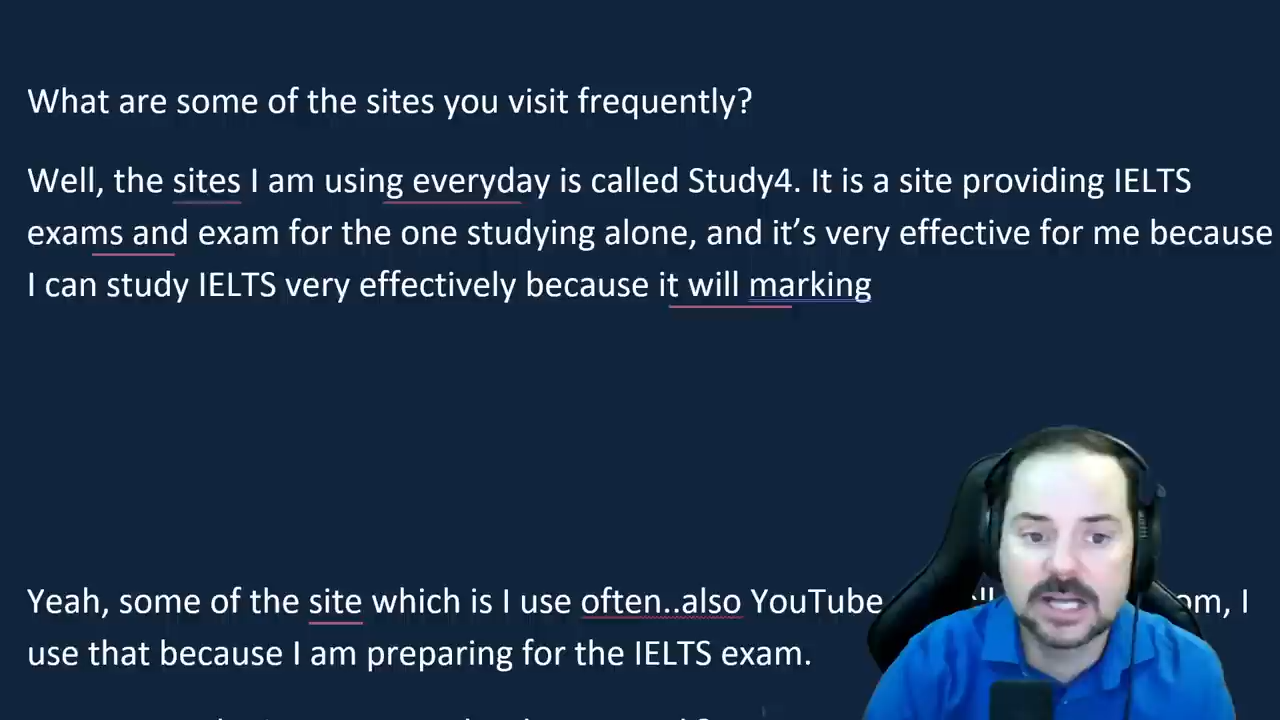 What are some of the sites you visit frequently?
Well, the sites I am using everyday is called Study4. It is a site providing IELTS
exams and exam for the one studying alone, and it’s very effective for me because
I can study IELTS very effectively because it will marking
Yeah, some of the site which is I use often..also YouTube I
use that because I am preparing for the IELTS exam.